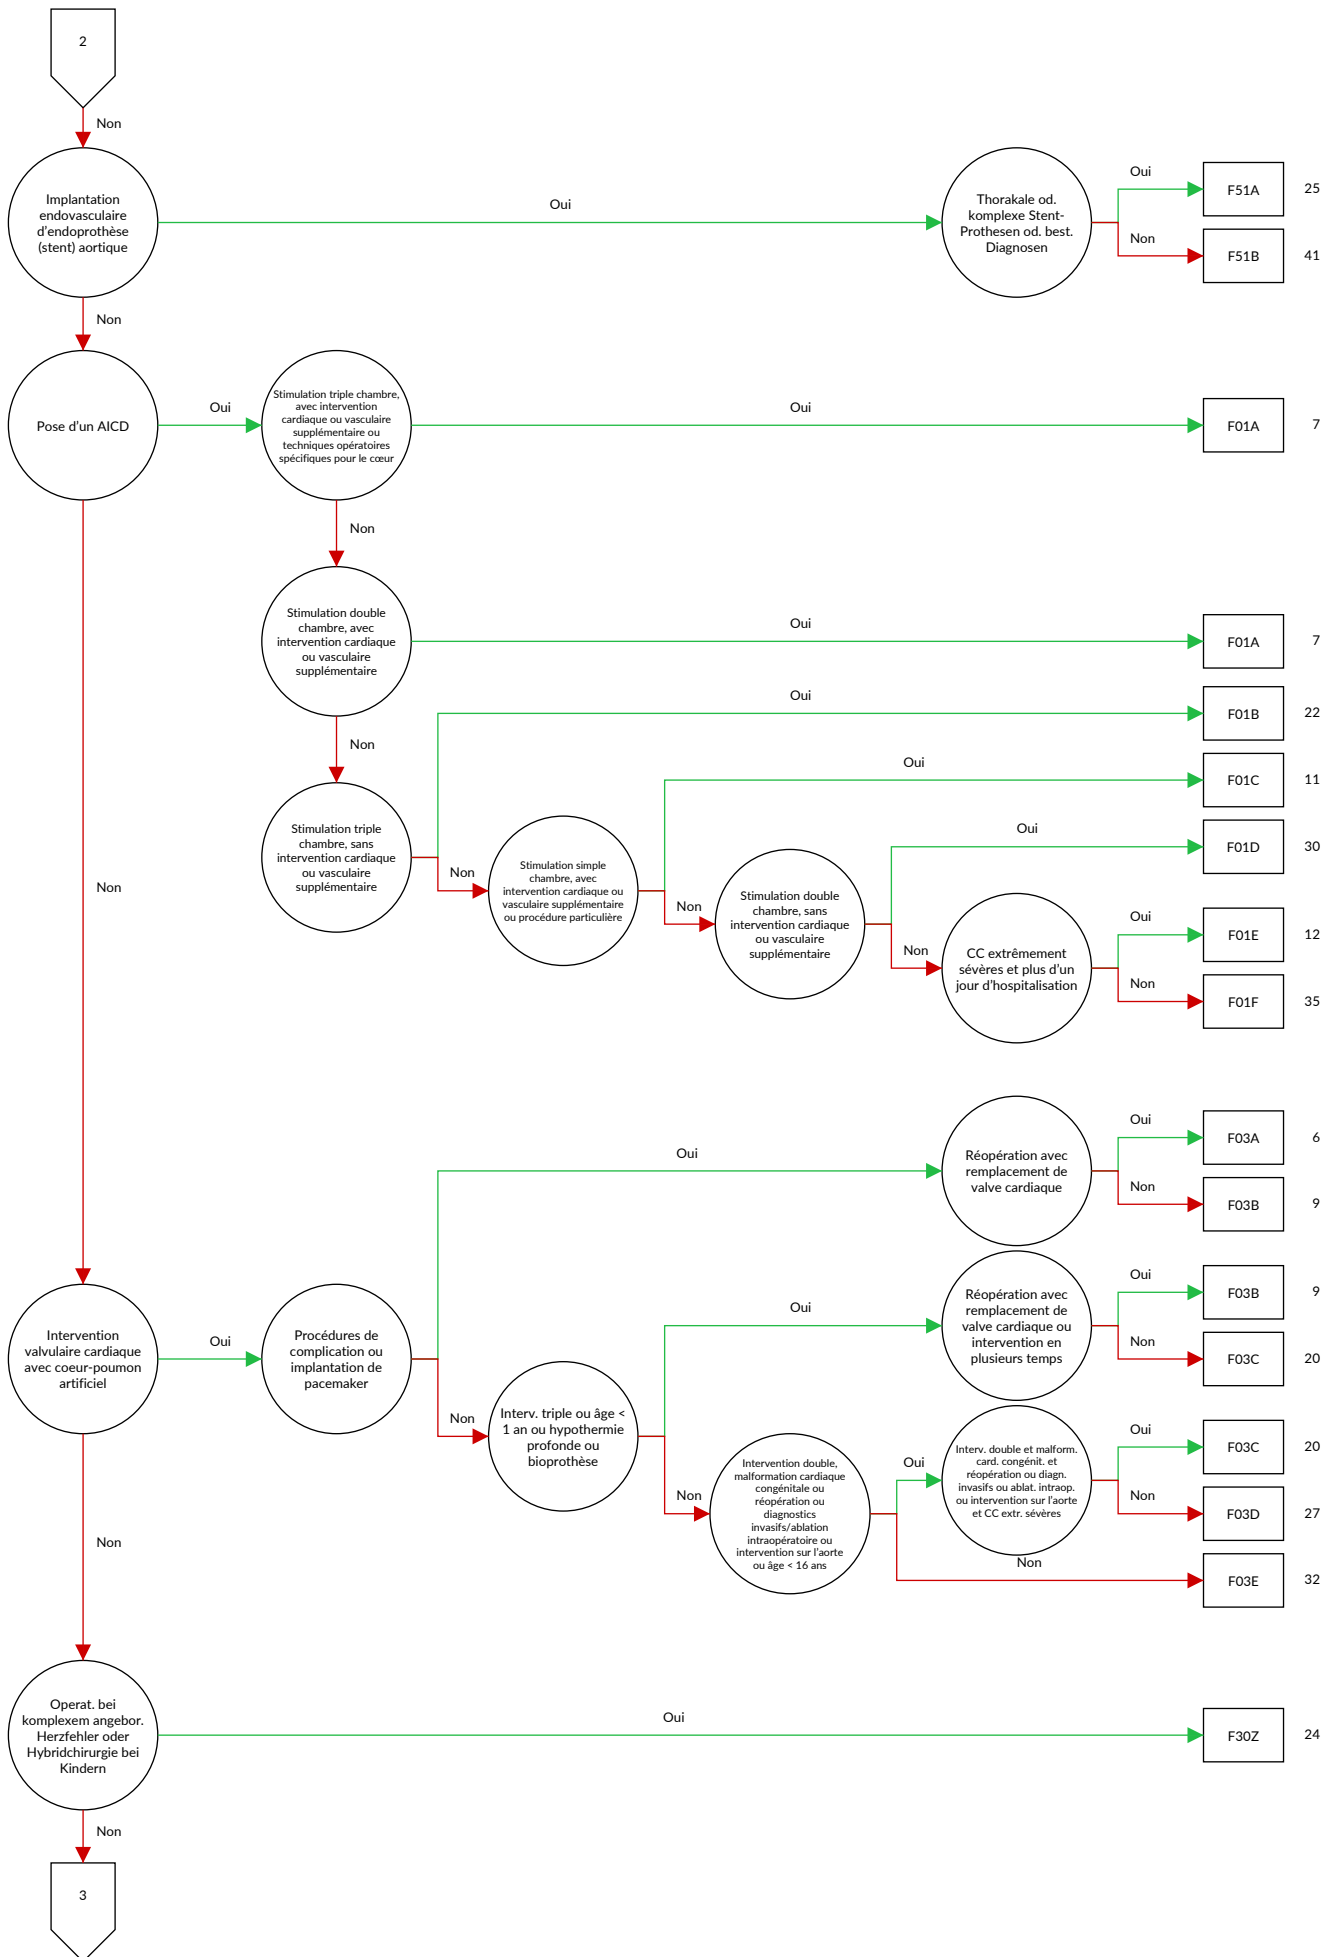 2
Non
Implantation
endovasculaire
d'endoprothèse
(stent) aortique
Oui
Thorakale od.
komplexe Stent-
Prothesen od. best.
Diagnosen
Oui
F51A
25
Non
F51B
41
Non
Pose d'un AICD
Oui
Stimulation triple chambre,
avec intervention
cardiaque ou vasculaire
supplémentaire ou
techniques opératoires
spécifiques pour le cœur
Oui
F01A
7
Non
Stimulation double
chambre, avec
intervention cardiaque
ou vasculaire
supplémentaire
Oui
F01A
7
Non
Stimulation triple
chambre, sans
intervention cardiaque
ou vasculaire
supplémentaire
Oui
F01B
22
Non
Stimulation simple
chambre, avec
intervention cardiaque ou
vasculaire supplémentaire
ou procédure particulière
Oui
F01C
11
Non
Stimulation double
chambre, sans
intervention cardiaque
ou vasculaire
supplémentaire
Oui
F01D
30
Non
CC extrêmement
sévères et plus d'un
jour d'hospitalisation
Oui
F01E
12
Non
F01F
35
Non
Intervention
valvulaire cardiaque
avec coeur-poumon
artificiel
Oui
Procédures de
complication ou
implantation de
pacemaker
Oui
Réopération avec
remplacement de
valve cardiaque
Oui
F03A
6
Non
F03B
9
Non
Interv. triple ou âge <
1 an ou hypothermie
profonde ou
bioprothèse
Oui
Réopération avec
remplacement de
valve cardiaque ou
intervention en
plusieurs temps
Oui
F03B
9
Non
F03C
20
Non
Intervention double,
malformation cardiaque
congénitale ou
réopération ou
diagnostics
invasifs/ablation
intraopératoire ou
intervention sur l'aorte
ou âge < 16 ans
Oui
Interv. double et malform.
card. congénit. et
réopération ou diagn.
invasifs ou ablat. intraop.
ou intervention sur l'aorte
et CC extr. sévères
Oui
F03C
20
Non
F03D
27
Non
F03E
32
Non
Operat. bei
komplexem angebor.
Herzfehler oder
Hybridchirurgie bei
Kindern
Oui
F30Z
24
Non
3